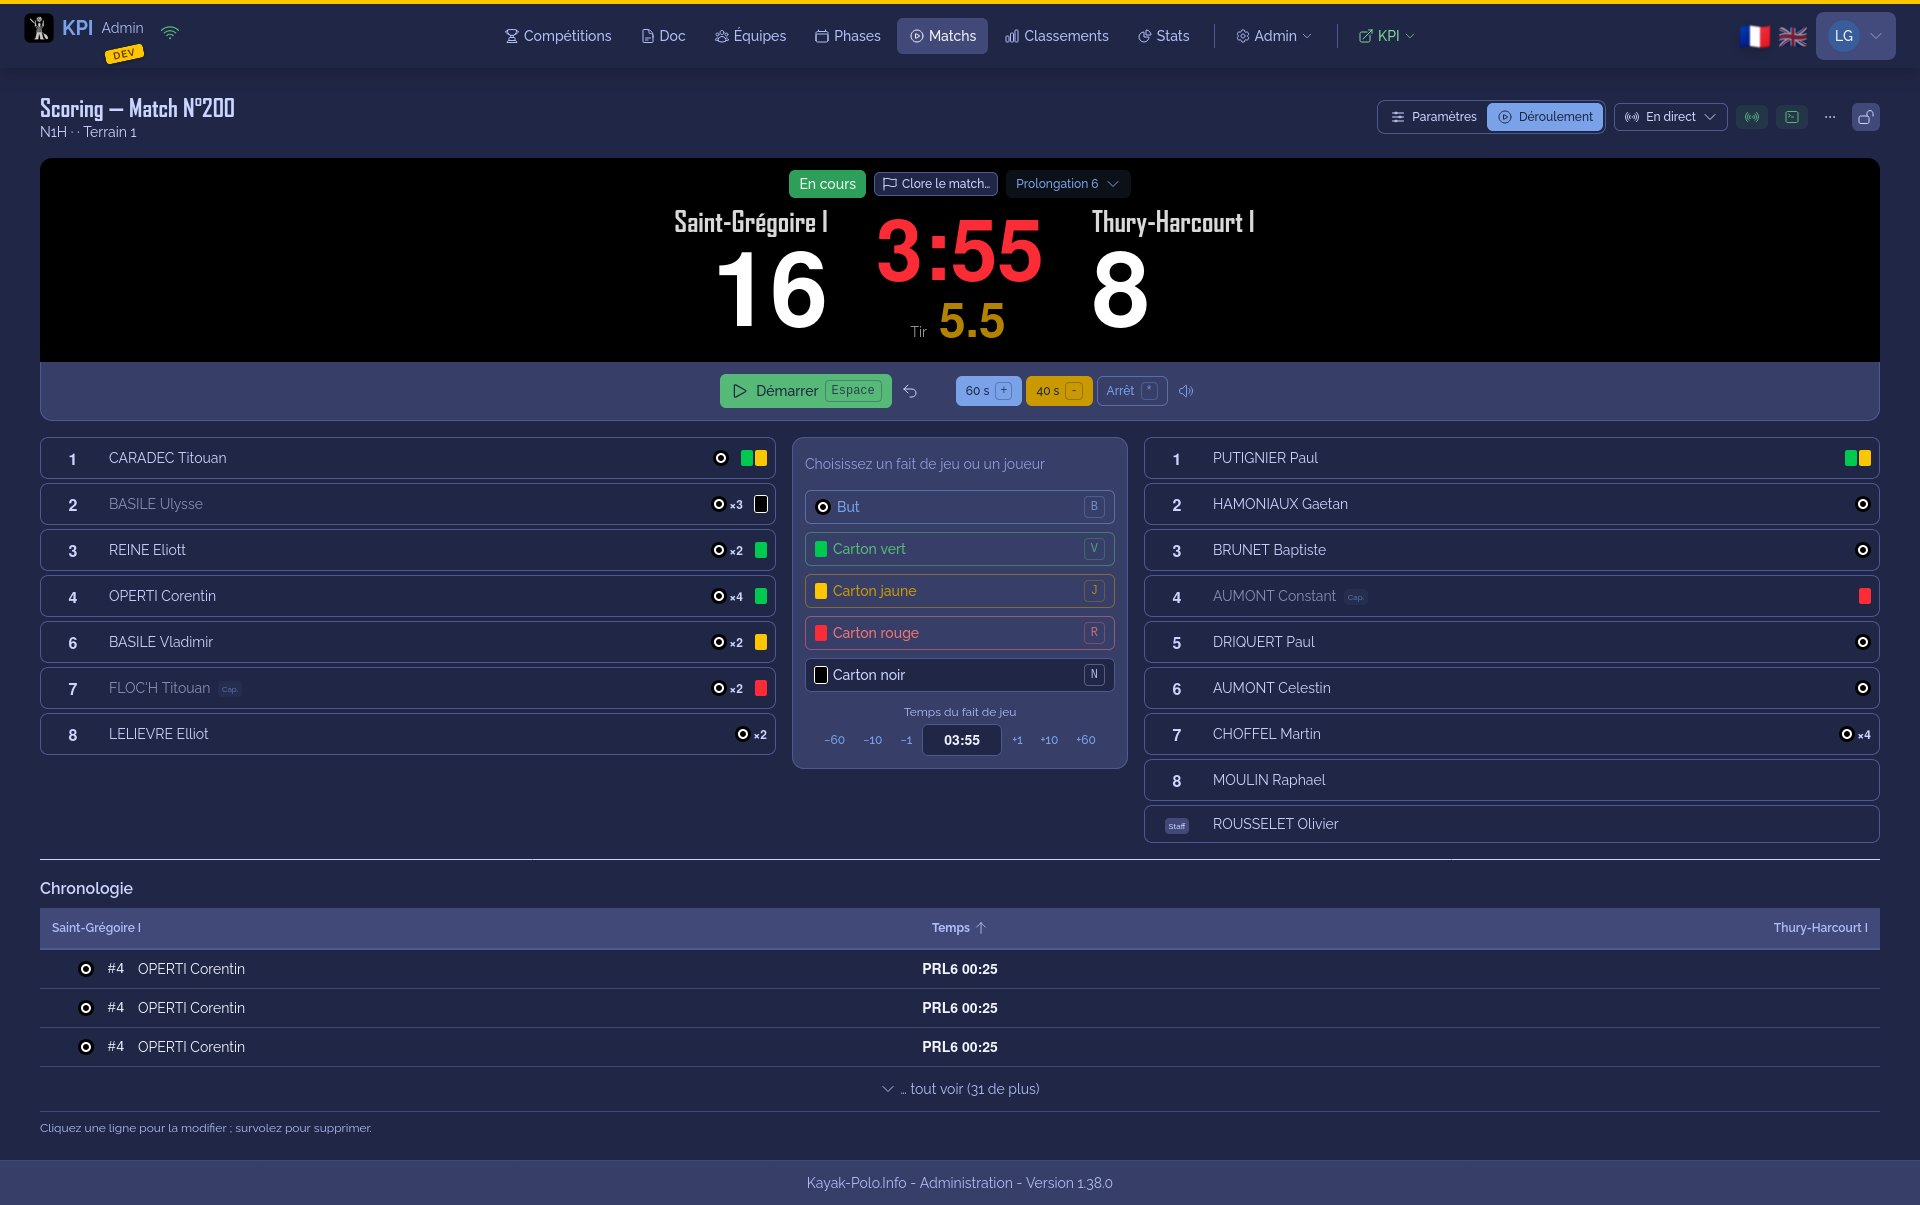 KPI Admin
DEV
Compétitions
Doc
Équipes
Phases
Matchs
Classements
Stats
Admin
KPI
LG
Scoring — Match N°200
N1H · · Terrain 1
Paramètres
Déroulement
En direct
En cours
Clore le match…
Prolongation 6
Saint-Grégoire I
3:55
Thury-Harcourt I
16
8
Tir 5.5
Démarrer Espace
60 s +
40 s -
Arrêt *
1 CARADEC Titouan
2 BASILE Ulysse ×3
3 REINE Eliott ×2
4 OPERTI Corentin ×4
6 BASILE Vladimir ×2
7 FLOC'H Titouan Cap. ×2
8 LELIEVRE Elliot ×2
Choisissez un fait de jeu ou un joueur
But B
Carton vert V
Carton jaune J
Carton rouge R
Carton noir N
Temps du fait de jeu
−60 −10 −1 03:55 +1 +10 +60
1 PUTIGNIER Paul
2 HAMONIAUX Gaetan
3 BRUNET Baptiste
4 AUMONT Constant Cap.
5 DRIQUERT Paul
6 AUMONT Celestin
7 CHOFFEL Martin ×4
8 MOULIN Raphael
Staff ROUSSELET Olivier
Chronologie
Saint-Grégoire I Temps Thury-Harcourt I
#4 OPERTI Corentin PRL6 00:25
#4 OPERTI Corentin PRL6 00:25
#4 OPERTI Corentin PRL6 00:25
… tout voir (31 de plus)
Cliquez une ligne pour la modifier ; survolez pour supprimer.
Kayak-Polo.Info - Administration - Version 1.38.0